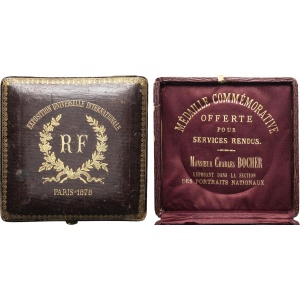 EXPOSITION UNIVERSELLE INTERNATIONALE
RF
PARIS-1878
MÉDAILLE COMMÉMORATIVE
OFFERTE
POUR
SERVICES RENDUS.
MONSIEUR CHARLES BOCHER
EXPOSANT DANS LA SECTION
DES PORTRAITS NATIONAUX